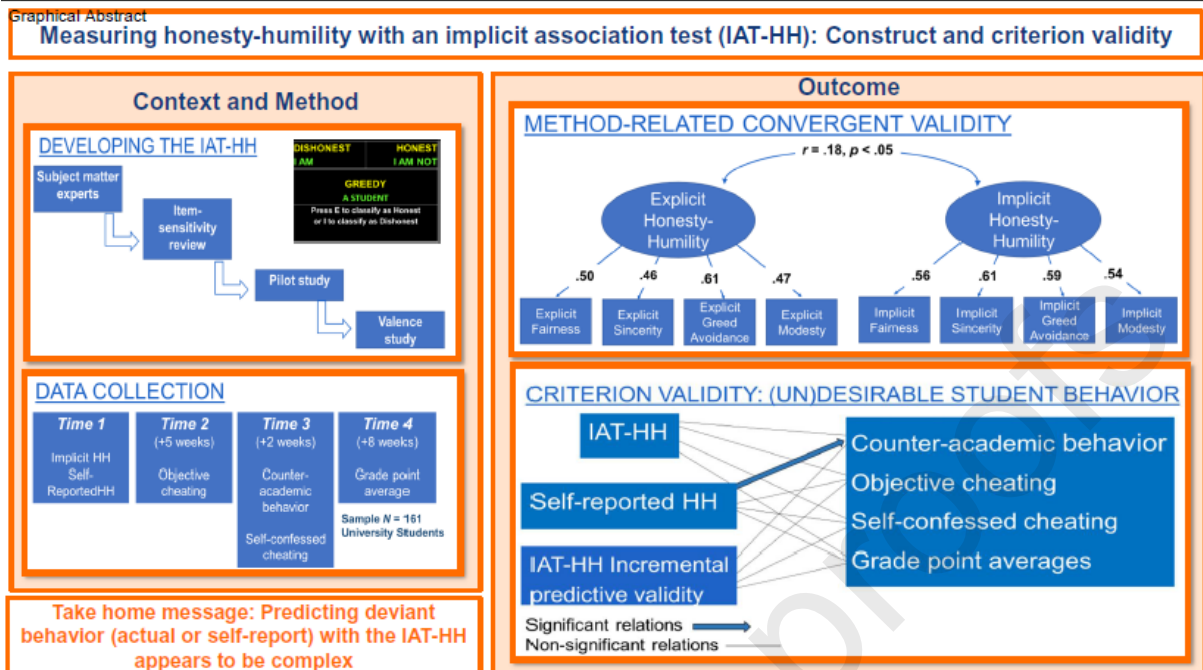 Graphical Abstract
Measuring honesty-humility with an implicit association test (IAT-HH): Construct and criterion validity
Context and Method
DEVELOPING THE IAT-HH
Subject matter
experts
Item-
sensitivity
review
Pilot study
Valence
study
DISHONEST HONEST
I AM I AM NOT
GREEDY
A STUDENT
Press E to classify as Honest
or I to classify as Dishonest
DATA COLLECTION
Time 1
Implicit HH
Self-
ReportedHH
Time 2
(+5 weeks)
Objective
cheating
Time 3
(+2 weeks)
Counter-
academic
behavior
Self-confessed
cheating
Time 4
(+8 weeks)
Grade point
average
Sample N = 161
University Students
Take home message: Predicting deviant
behavior (actual or self-report) with the IAT-HH
appears to be complex
Outcome
METHOD-RELATED CONVERGENT VALIDITY
r = .18, p < .05
Explicit
Honesty-
Humility
Implicit
Honesty-
Humility
.50 .46 .61 .47 .56 .61 .59 .54
Explicit
Fairness
Explicit
Sincerity
Explicit
Greed
Avoidance
Explicit
Modesty
Implicit
Fairness
Implicit
Sincerity
Implicit
Greed
Avoidance
Implicit
Modesty
CRITERION VALIDITY: (UN)DESIRABLE STUDENT BEHAVIOR
IAT-HH
Self-reported HH
IAT-HH Incremental
predictive validity
Counter-academic behavior
Objective cheating
Self-confessed cheating
Grade point averages
Significant relations
Non-significant relations
proofs